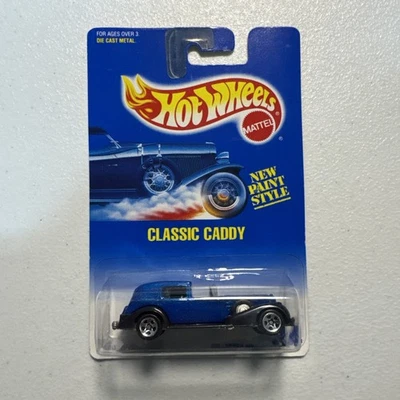 FOR AGES OVER 3
DIE CAST METAL
Hot Wheels
MATTEL
NEW
PAINT
STYLE
CLASSIC CADDY